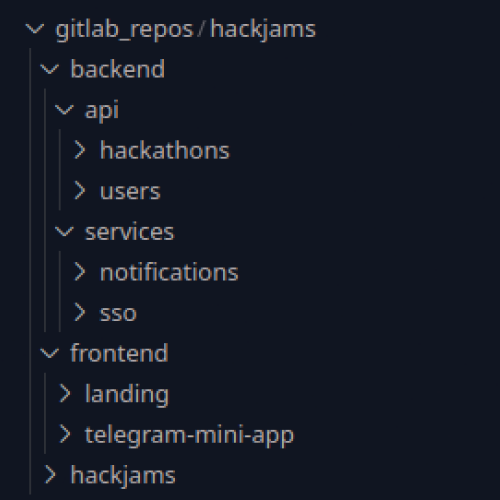 gitlab_repos/hackjams
backend
api
hackathons
users
services
notifications
sso
frontend
landing
telegram-mini-app
hackjams